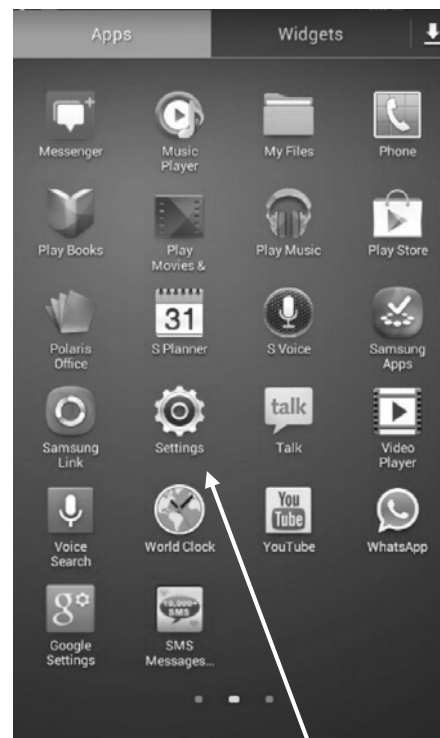 Apps Widgets
Messenger Music Player My Files Phone
Play Books Play Movies & Play Music Play Store
31
Polaris Office S Planner S Voice Samsung Apps
talk
Samsung Link Settings Talk Video Player
You Tube
Voice Search World Clock YouTube WhatsApp
g 10,000+ SMS
Google Settings SMS Messages...